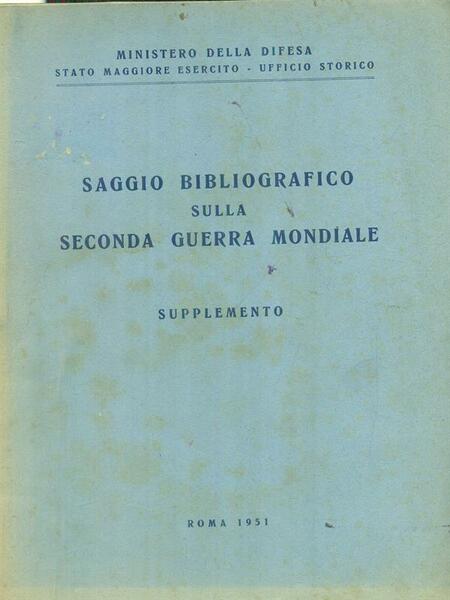 MINISTERO DELLA DIFESA
STATO MAGGIORE ESERCITO - UFFICIO STORICO
SAGGIO BIBLIOGRAFICO
SULLA
SECONDA GUERRA MONDIALE
SUPPLEMENTO
ROMA 1951